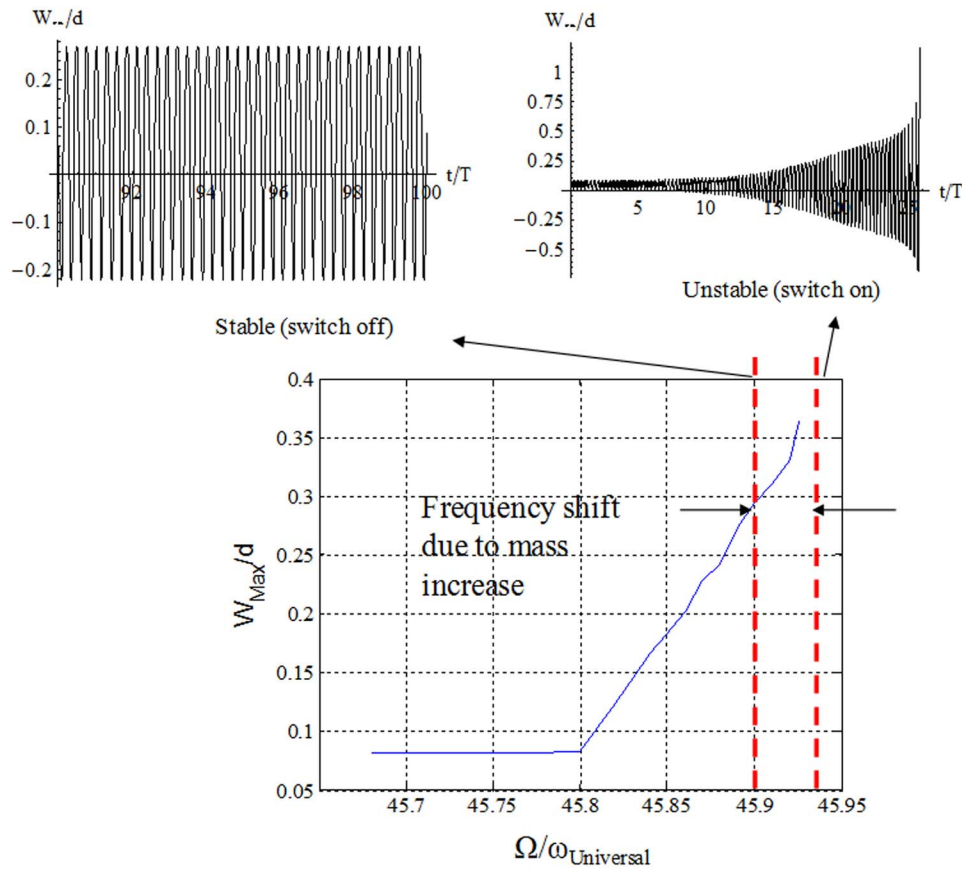 W../d
0.2
0.1
−0.1
−0.2
92 94 96 98 100
t/T
W../d
1
0.75
0.5
0.25
−0.25
−0.5
5 10 15 20 25
t/T
Stable (switch off)
Unstable (switch on)
0.4
0.35
0.3
0.25
0.2
0.15
0.1
0.05
W_Max/d
Frequency shift
due to mass
increase
45.7 45.75 45.8 45.85 45.9 45.95
Ω/ω_Universal